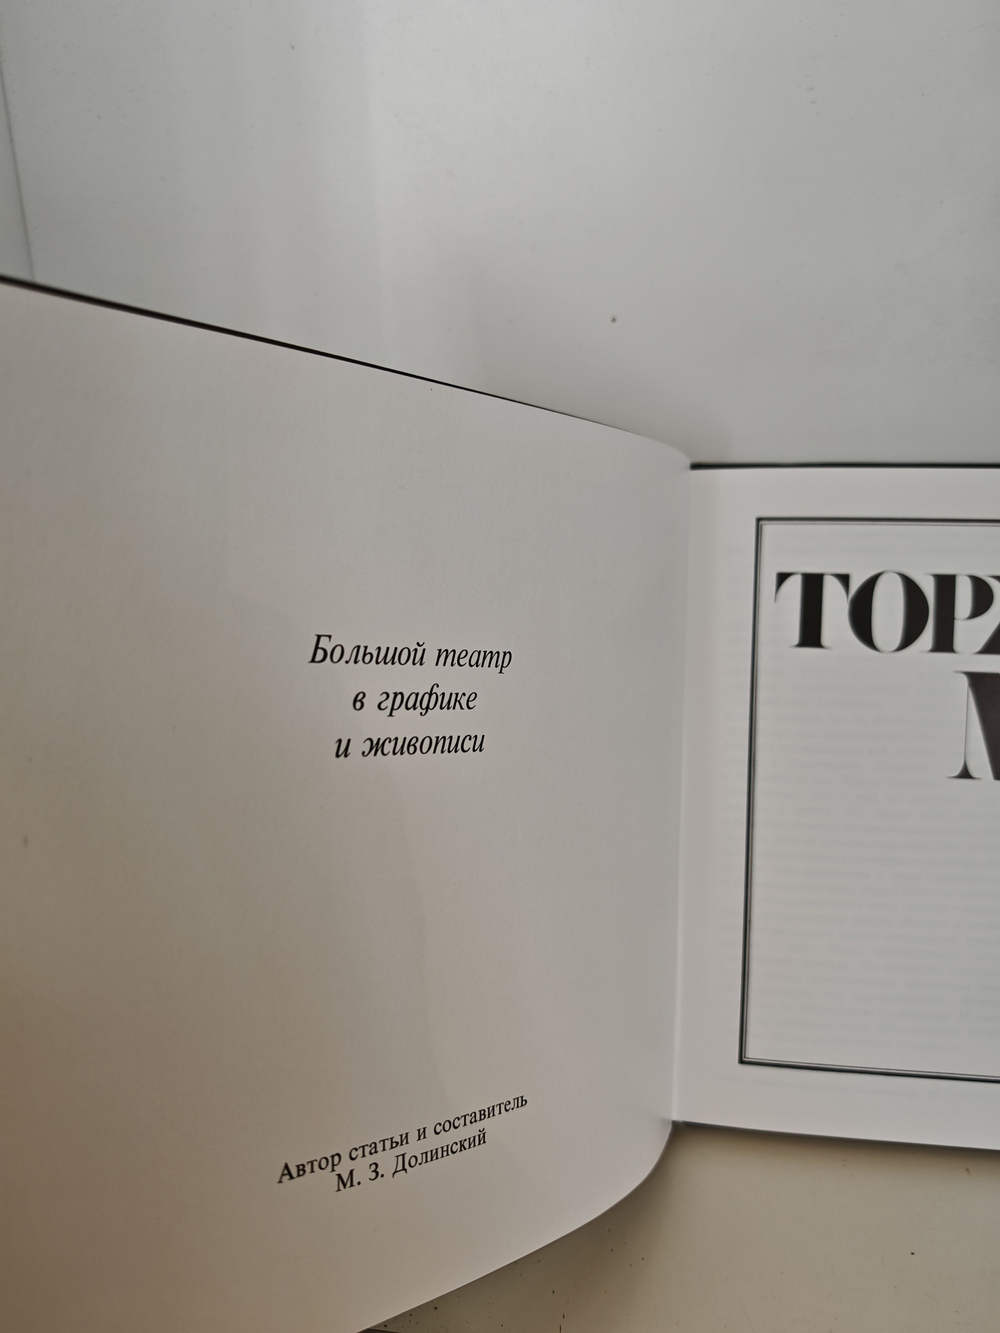 Большой театр
в графике
и живописи
Автор статьи и составитель
М. З. Долинский